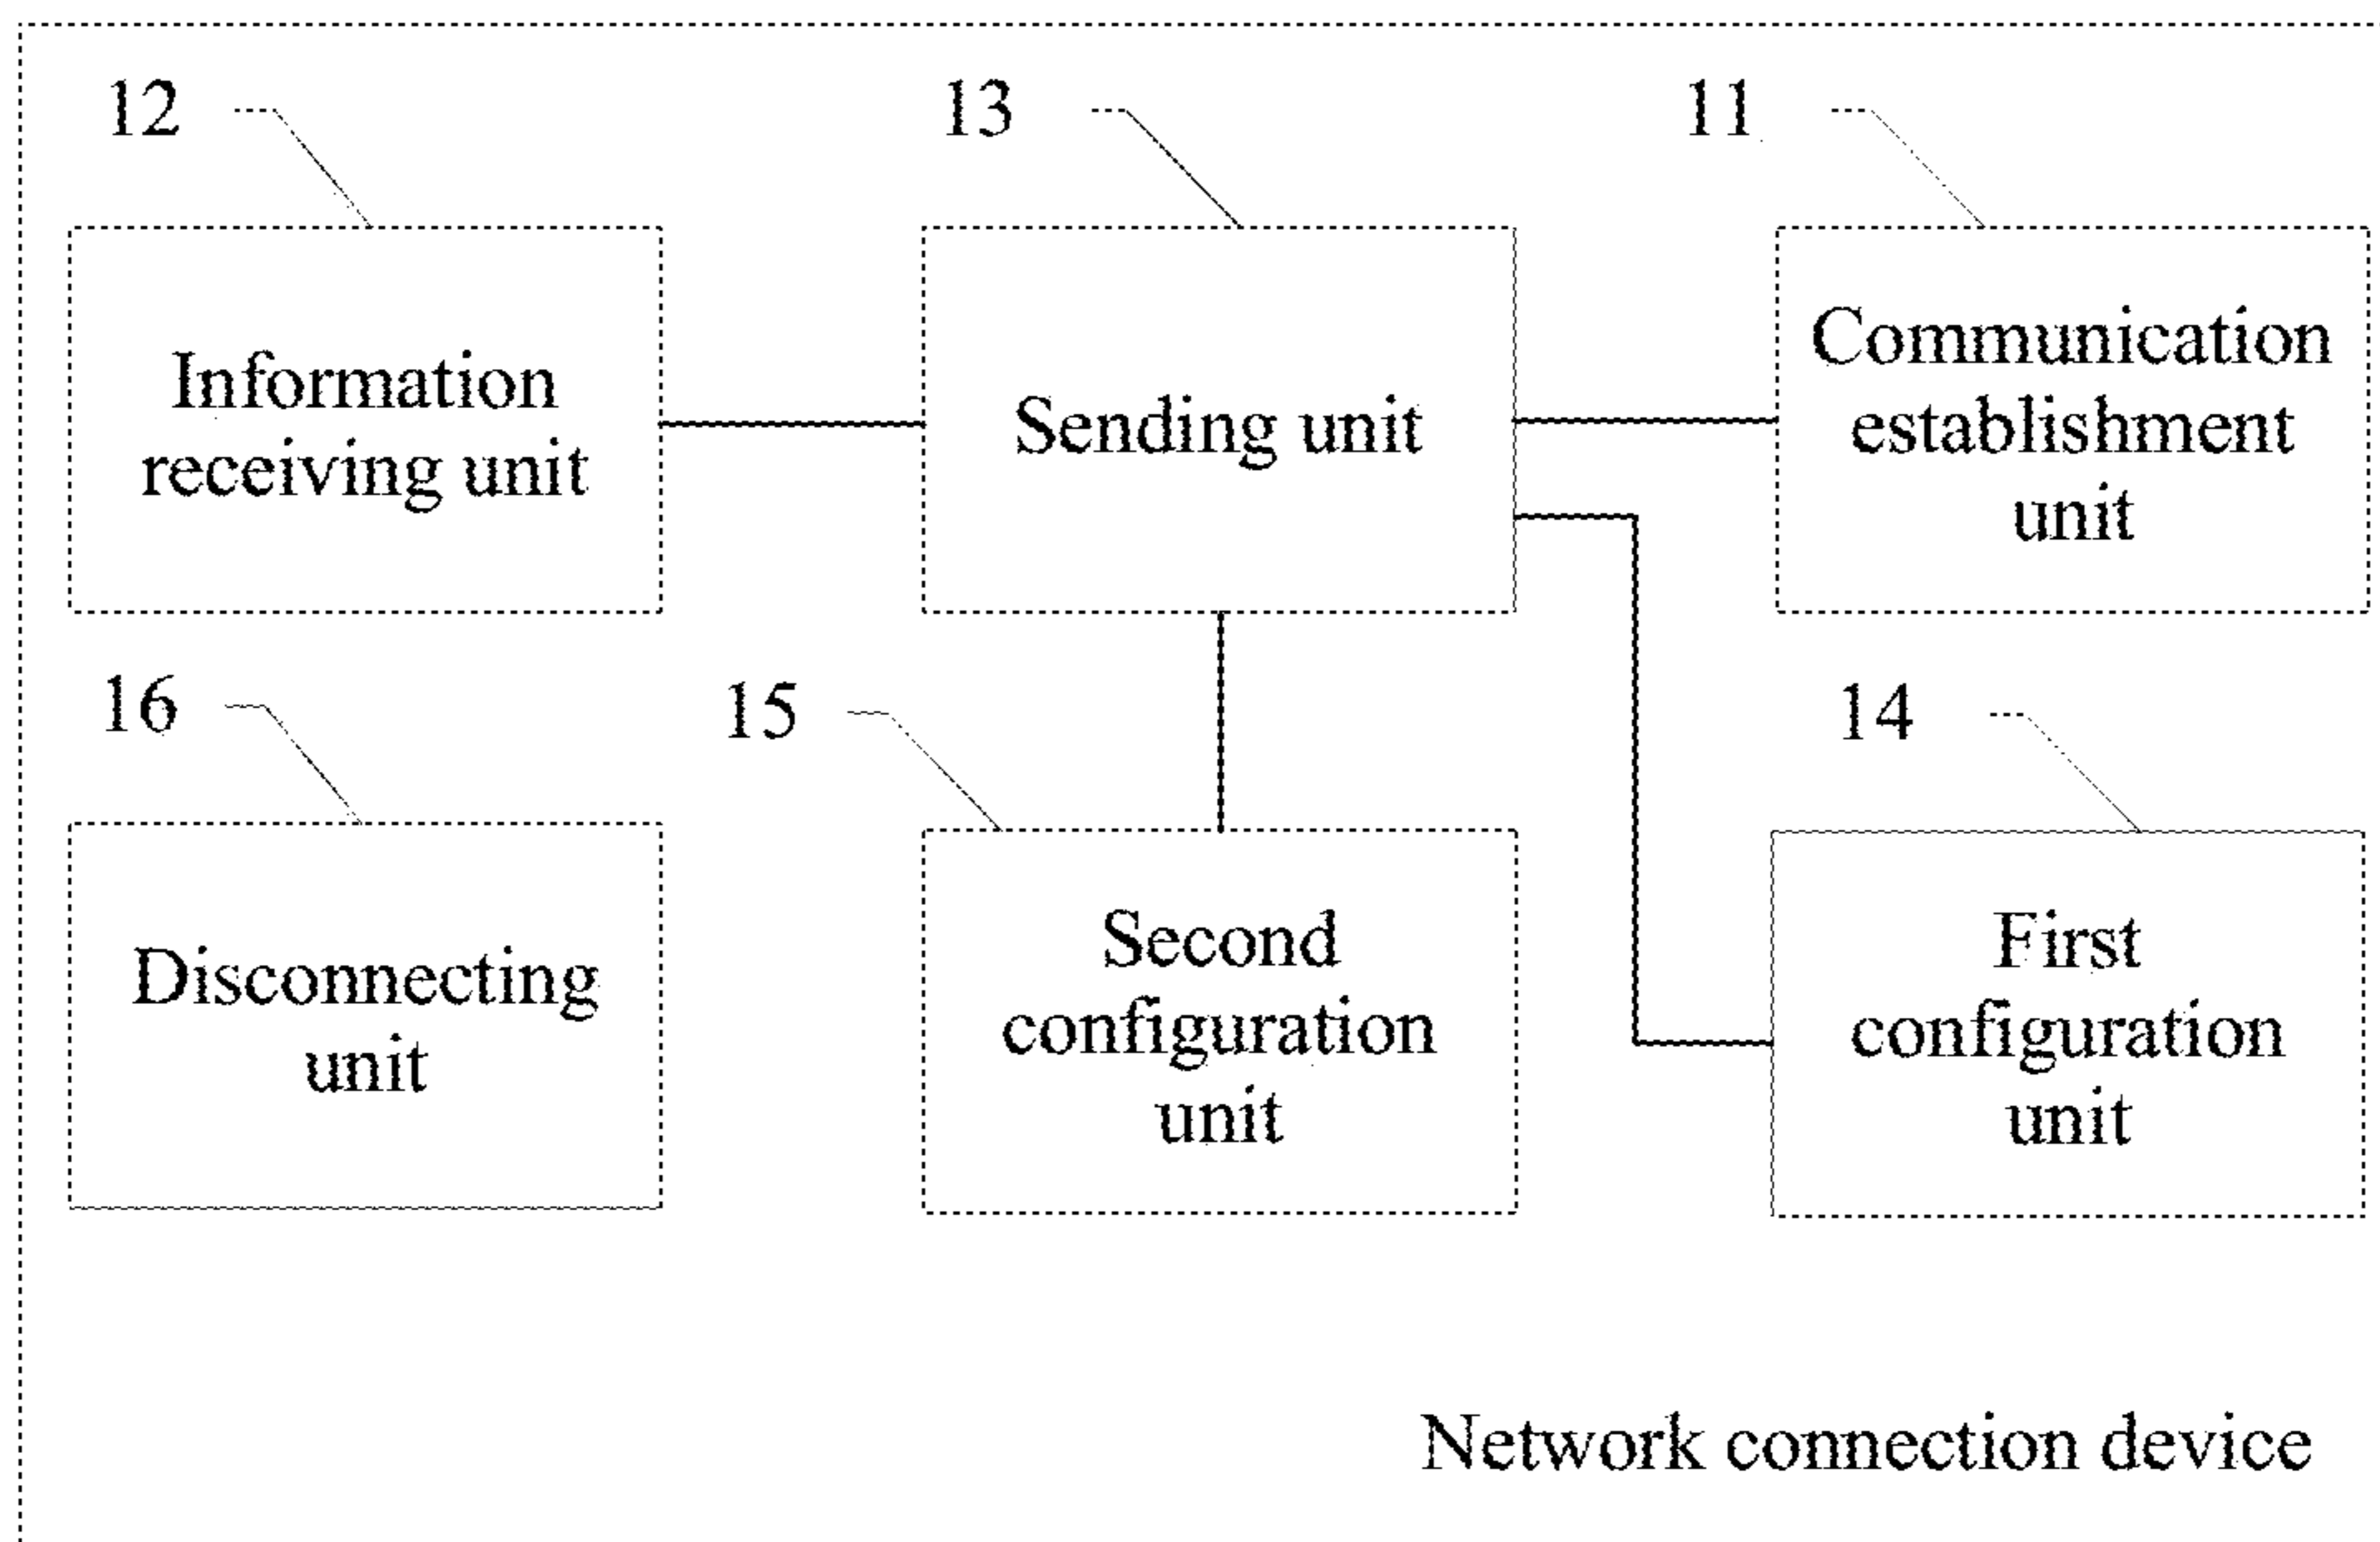 12
13
11
Information
receiving unit
Sending unit
Communication
establishment
unit
16
15
14
Disconnecting
unit
Second
configuration
unit
First
configuration
unit
Network connection device